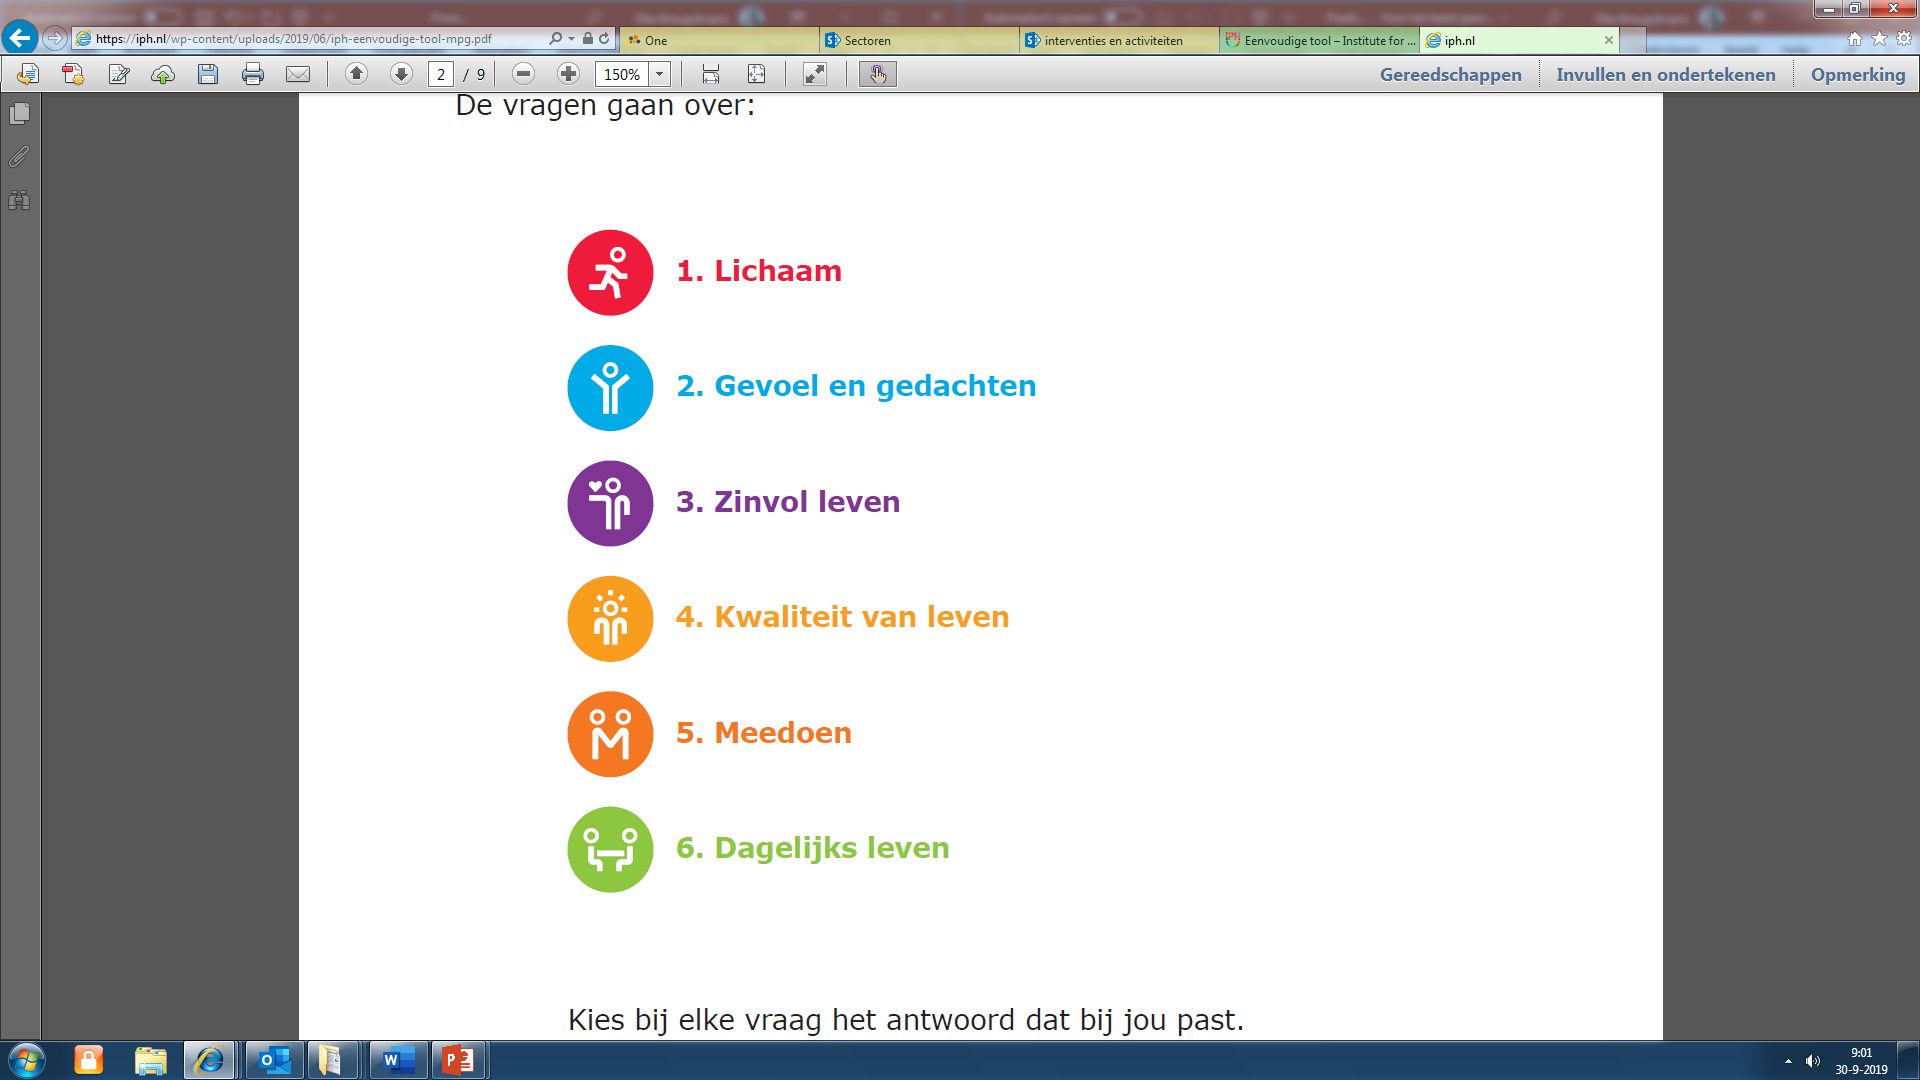 https://iph.nl/wp-content/uploads/2019/06/iph-eenvoudige-tool-mpg.pdf
One
Sectoren
interventies en activiteiten
Eenvoudige tool – Institute for ...
iph.nl
2 / 9
150%
Gereedschappen
Invullen en ondertekenen
Opmerking
De vragen gaan over:
1. Lichaam
2. Gevoel en gedachten
3. Zinvol leven
4. Kwaliteit van leven
5. Meedoen
6. Dagelijks leven
Kies bij elke vraag het antwoord dat bij jou past.
9:01
30-9-2019